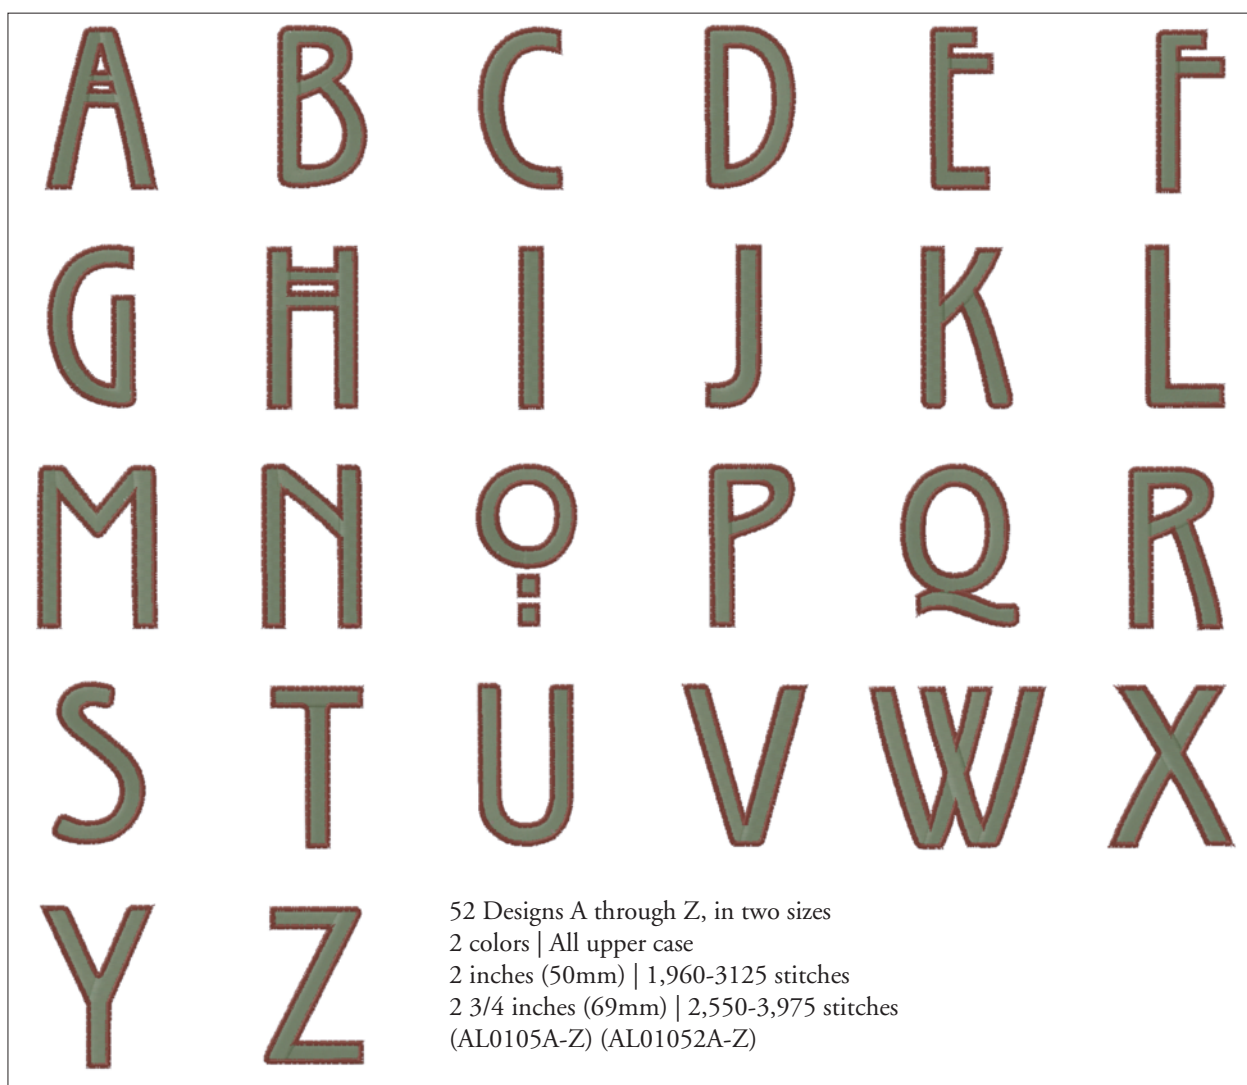 A B C D E F
G H I J K L
M N O P Q R
S T U V W X
Y Z
52 Designs A through Z, in two sizes
2 colors | All upper case
2 inches (50mm) | 1,960-3125 stitches
2 3/4 inches (69mm) | 2,550-3,975 stitches
(AL0105A-Z) (AL01052A-Z)